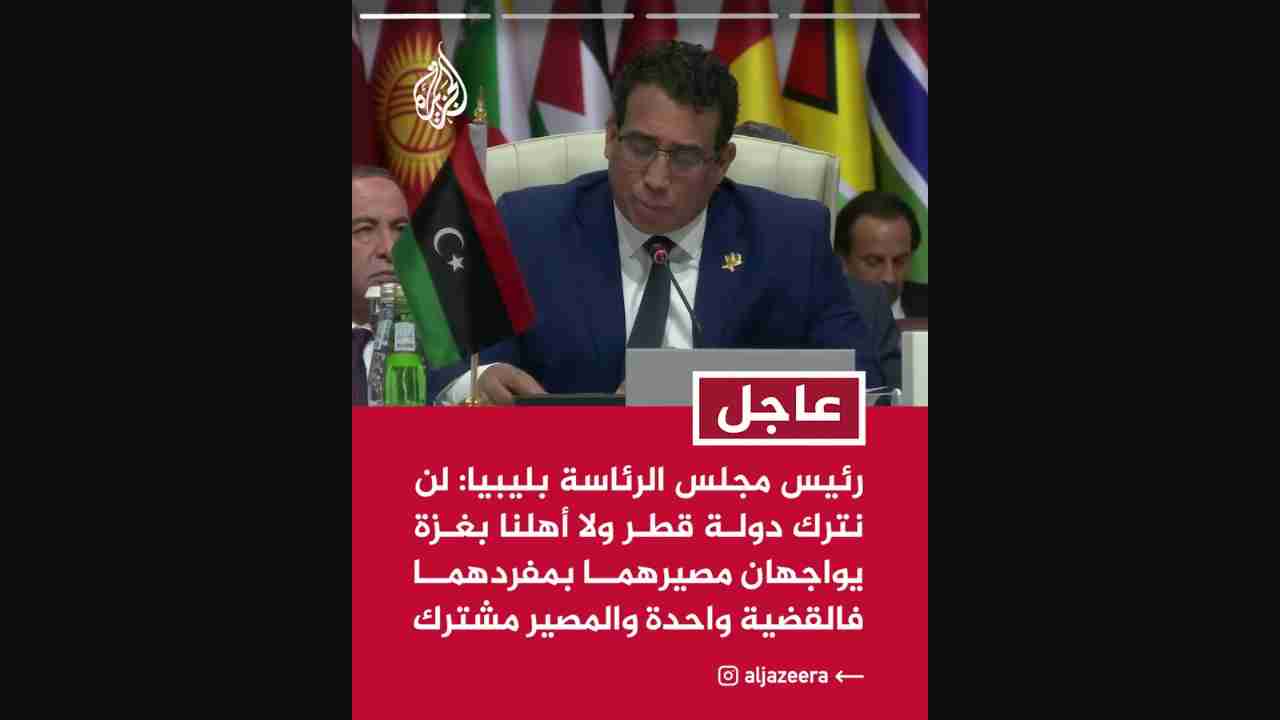 الجزيرة
عاجل
رئيس مجلس الرئاسة بليبيا: لن
نترك دولة قطر ولا أهلنا بغزة
يواجهان مصيرهما بمفردهما
فالقضية واحدة والمصير مشترك
aljazeera